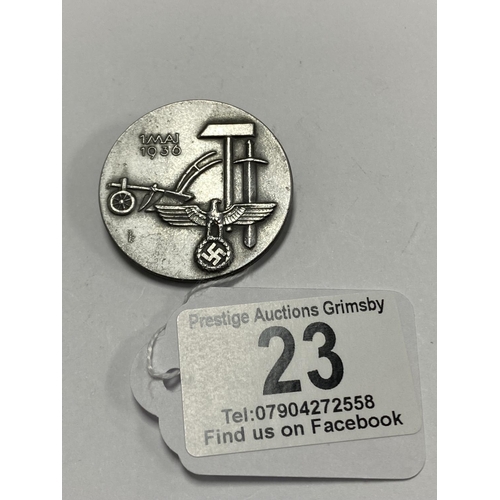 1 MAI
1936
Prestige Auctions Grimsby
23
Tel:07904272558
Find us on Facebook